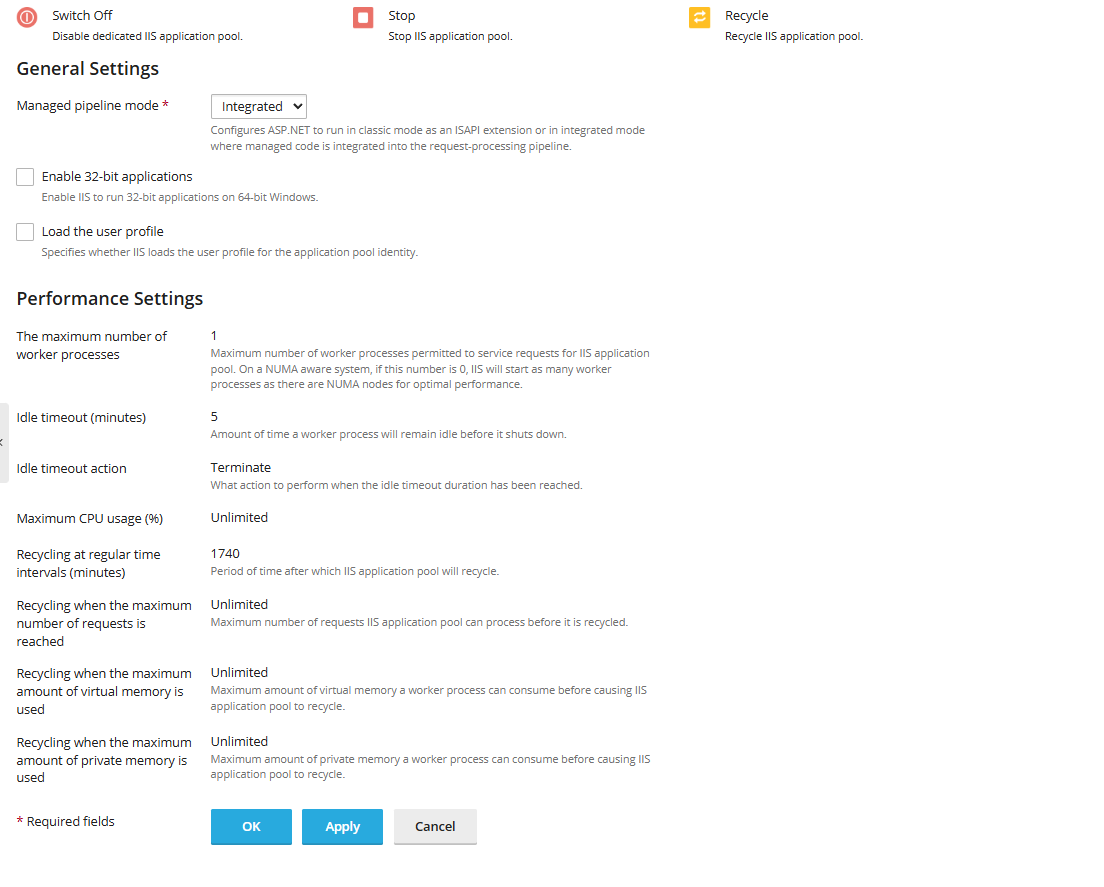 Switch Off
Disable dedicated IIS application pool.
Stop
Stop IIS application pool.
Recycle
Recycle IIS application pool.
General Settings
Managed pipeline mode *
Integrated
Configures ASP.NET to run in classic mode as an ISAPI extension or in integrated mode
where managed code is integrated into the request-processing pipeline.
Enable 32-bit applications
Enable IIS to run 32-bit applications on 64-bit Windows.
Load the user profile
Specifies whether IIS loads the user profile for the application pool identity.
Performance Settings
The maximum number of
worker processes
1
Maximum number of worker processes permitted to service requests for IIS application
pool. On a NUMA aware system, if this number is 0, IIS will start as many worker
processes as there are NUMA nodes for optimal performance.
Idle timeout (minutes)
5
Amount of time a worker process will remain idle before it shuts down.
Idle timeout action
Terminate
What action to perform when the idle timeout duration has been reached.
Maximum CPU usage (%)
Unlimited
Recycling at regular time
intervals (minutes)
1740
Period of time after which IIS application pool will recycle.
Recycling when the maximum
number of requests is
reached
Unlimited
Maximum number of requests IIS application pool can process before it is recycled.
Recycling when the maximum
amount of virtual memory is
used
Unlimited
Maximum amount of virtual memory a worker process can consume before causing IIS
application pool to recycle.
Recycling when the maximum
amount of private memory is
used
Unlimited
Maximum amount of private memory a worker process can consume before causing IIS
application pool to recycle.
* Required fields
OK
Apply
Cancel